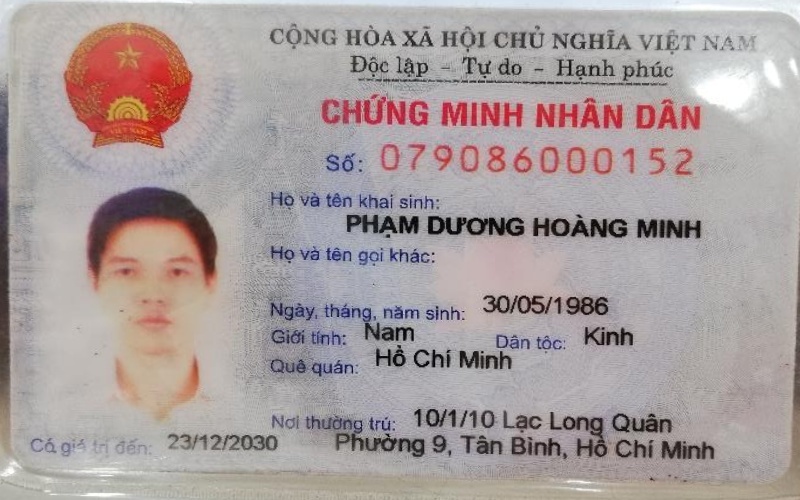 CỘNG HÒA XÃ HỘI CHỦ NGHĨA VIỆT NAM
Độc lập - Tự do - Hạnh phúc
CHỨNG MINH NHÂN DÂN
Số: 079086000152
Họ và tên khai sinh:
PHẠM DƯƠNG HOÀNG MINH
Họ và tên gọi khác:
Ngày, tháng, năm sinh: 30/05/1986
Giới tính: Nam Dân tộc: Kinh
Quê quán: Hồ Chí Minh
Nơi thường trú: 10/1/10 Lạc Long Quân
Phường 9, Tân Bình, Hồ Chí Minh
Có giá trị đến: 23/12/2030
VIỆT NAM